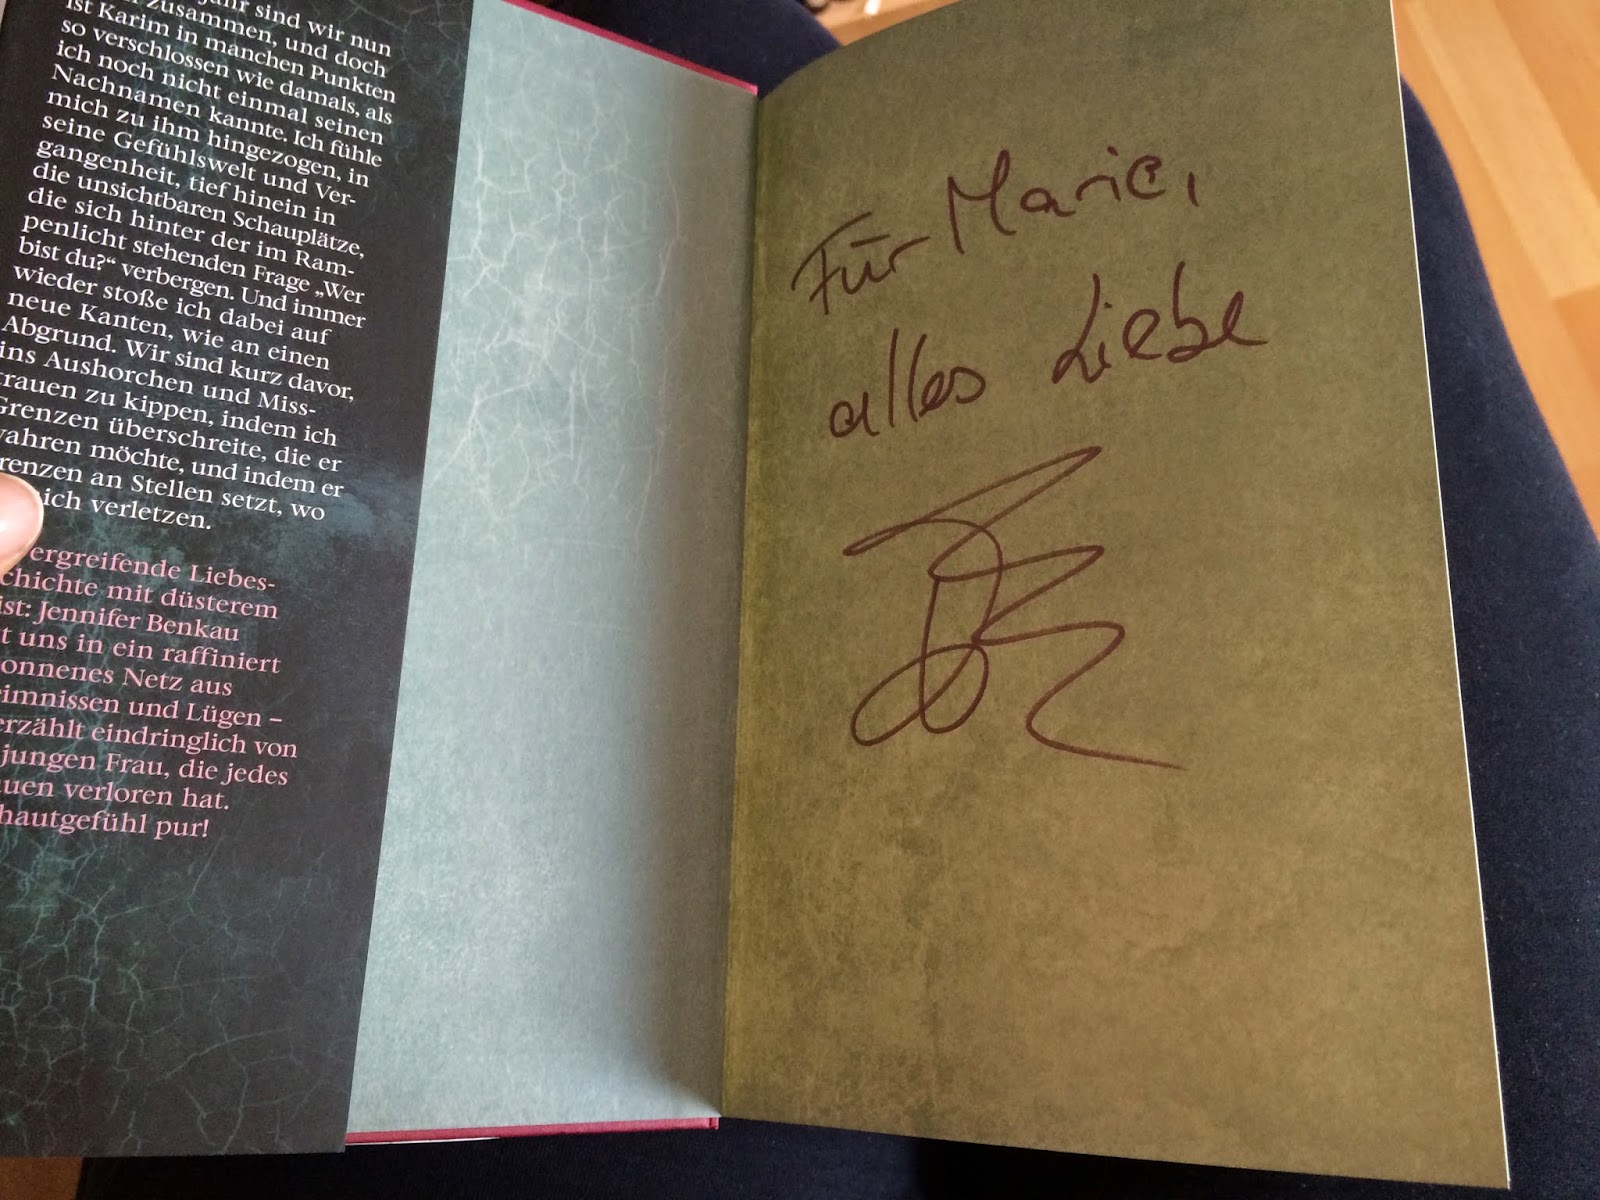 jahr sind wir nun
zusammen, und doch
ist Karim in manchen Punkten
so verschlossen wie damals, als
ich noch nicht einmal seinen
Nachnamen kannte. Ich fühle
mich zu ihm hingezogen, in
seine Gefühlswelt und Ver-
gangenheit, tief hinein in
die unsichtbaren Schauplätze,
die sich hinter der im Ram-
penlicht stehenden Frage „Wer
bist du?“ verbergen. Und immer
wieder stoße ich dabei auf
neue Kanten, wie an einen
Abgrund. Wir sind kurz davor,
ins Aushorchen und Miss-
trauen zu kippen, indem ich
Grenzen überschreite, die er
wahren möchte, und indem er
renzen an Stellen setzt, wo
ich verletzen.
ergreifende Liebes-
chichte mit düsterem
ist: Jennifer Benkau
t uns in ein raffiniert
onnenes Netz aus
eimnissen und Lügen –
erzählt eindringlich von
jungen Frau, die jedes
auen verloren hat.
hautgefühl pur!
Für Marie,
alles Liebe